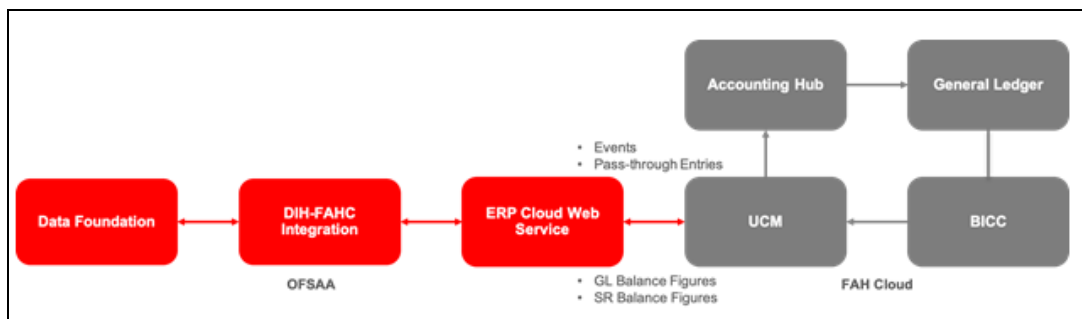 Accounting Hub
General Ledger
• Events
• Pass-through Entries
Data Foundation
DIH-FAHC
Integration
ERP Cloud Web
Service
UCM
BICC
OFSAA
• GL Balance Figures
• SR Balance Figures
FAH Cloud